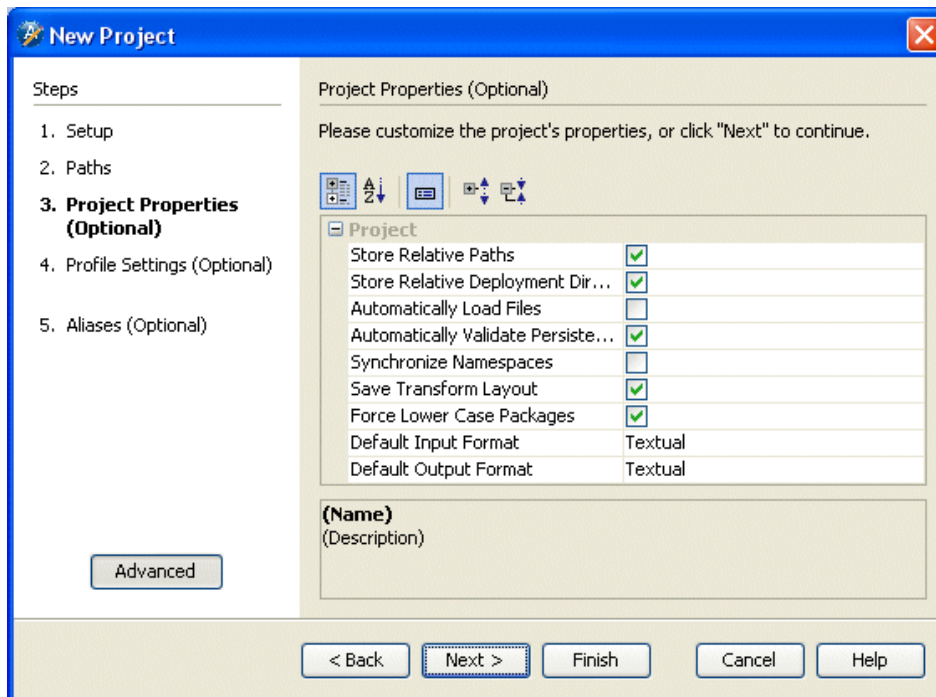 New Project
Steps
1. Setup
2. Paths
3. Project Properties
(Optional)
4. Profile Settings (Optional)
5. Aliases (Optional)
Advanced
Project Properties (Optional)
Please customize the project's properties, or click "Next" to continue.
A
Z
Project
Store Relative Paths
Store Relative Deployment Dir...
Automatically Load Files
Automatically Validate Persiste...
Synchronize Namespaces
Save Transform Layout
Force Lower Case Packages
Default Input Format Textual
Default Output Format Textual
(Name)
(Description)
< Back Next > Finish Cancel Help